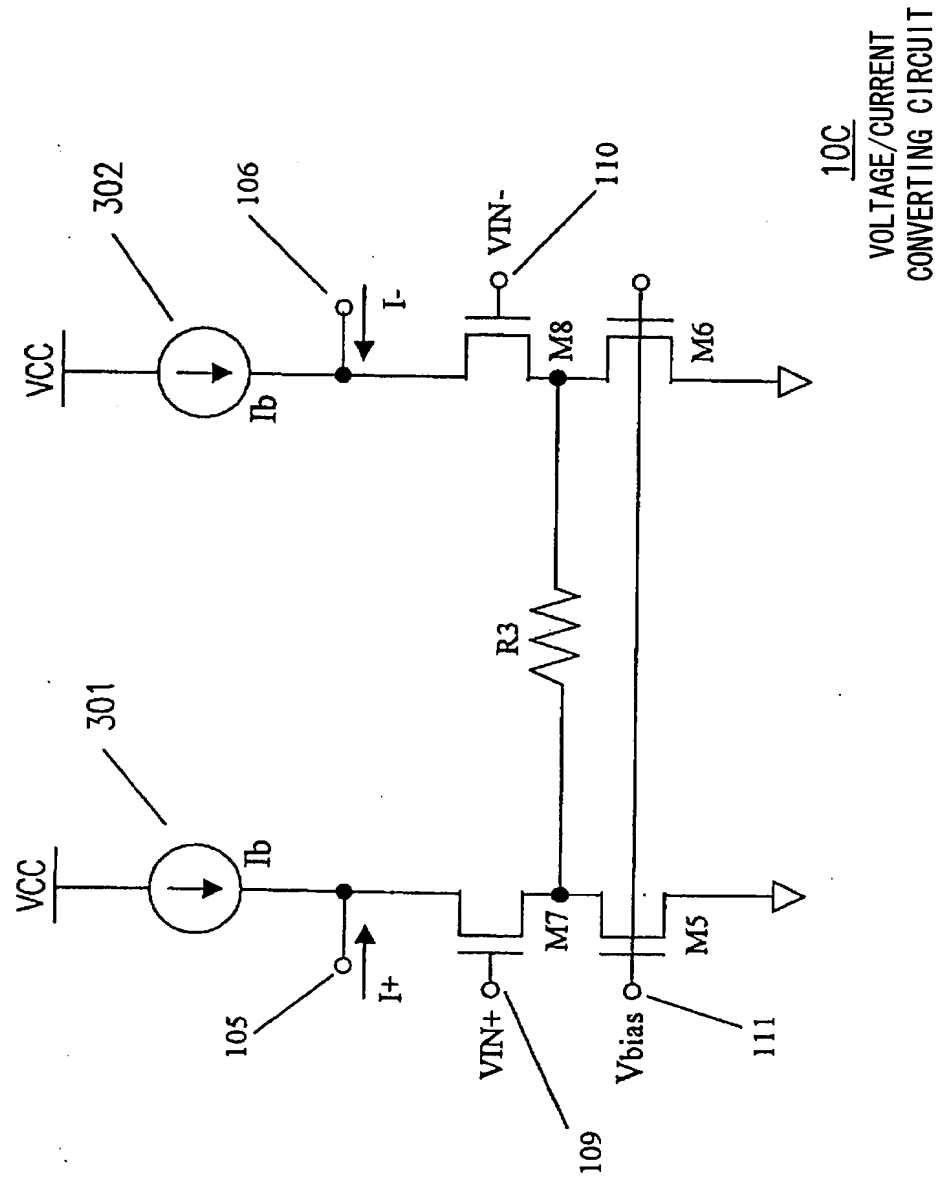 301
302
VCC
VCC
Ib
Ib
105
106
I+
I-
109
VIN+
110
VIN-
M7
M8
R3
Vbias
111
M5
M6
10C
VOLTAGE/CURRENT
CONVERTING CIRCUIT